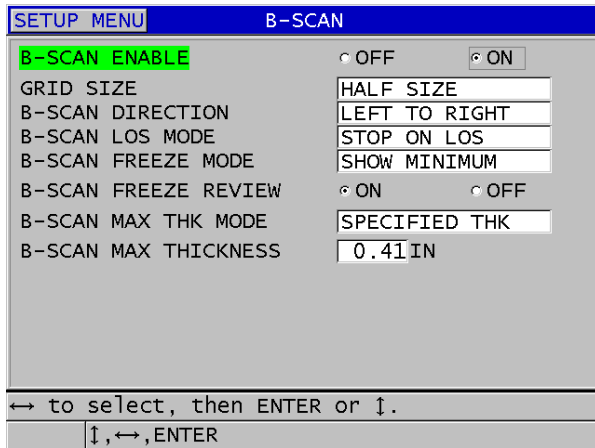 SETUP MENU B-SCAN
B-SCAN ENABLE OFF ON
GRID SIZE HALF SIZE
B-SCAN DIRECTION LEFT TO RIGHT
B-SCAN LOS MODE STOP ON LOS
B-SCAN FREEZE MODE SHOW MINIMUM
B-SCAN FREEZE REVIEW ON OFF
B-SCAN MAX THK MODE SPECIFIED THK
B-SCAN MAX THICKNESS 0.41 IN
↔ to select, then ENTER or ↕.
↕,↔,ENTER